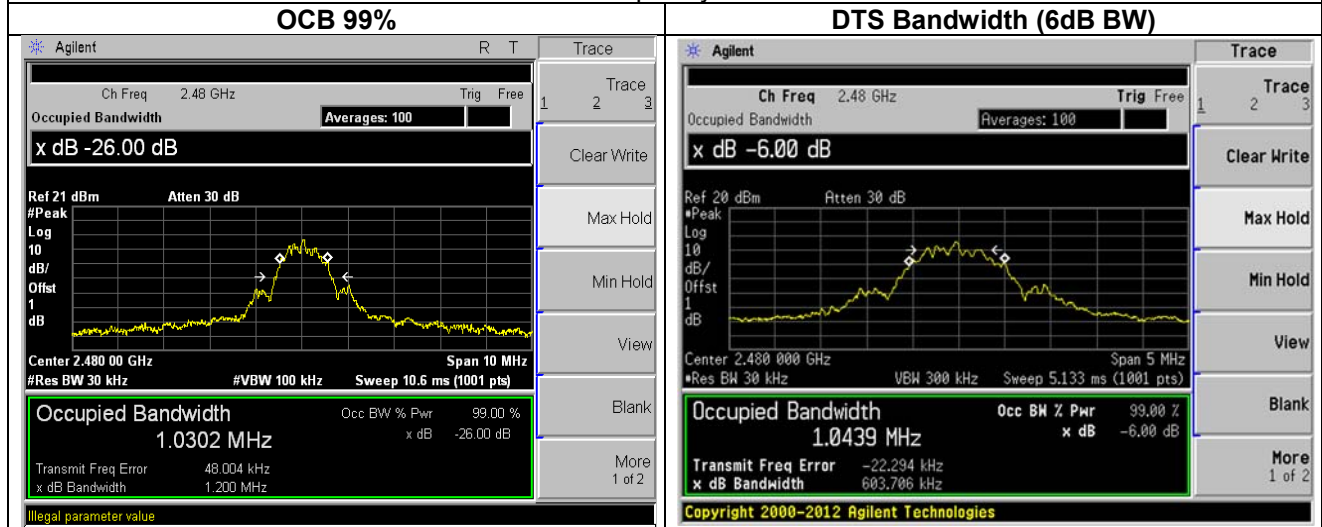 OCB 99%
DTS Bandwidth (6dB BW)
Agilent
R T
Trace
Ch Freq 2.48 GHz
Trig Free
Occupied Bandwidth
Averages: 100
x dB -26.00 dB
Ref 21 dBm
Atten 30 dB
#Peak
Log
10
dB/
Offst
1
dB
Center 2.480 00 GHz
Span 10 MHz
#Res BW 30 kHz
#VBW 100 kHz
Sweep 10.6 ms (1001 pts)
Occupied Bandwidth
Occ BW % Pwr 99.00 %
1.0302 MHz
x dB -26.00 dB
Transmit Freq Error 48.004 kHz
x dB Bandwidth 1.200 MHz
Illegal parameter value
Trace
1 2 3
Clear Write
Max Hold
Min Hold
View
Blank
More
1 of 2
Agilent
Trace
Ch Freq 2.48 GHz
Trig Free
Occupied Bandwidth
Averages: 100
x dB -6.00 dB
Ref 20 dBm
Atten 30 dB
#Peak
Log
10
dB/
Offst
1
dB
Center 2.480 000 GHz
Span 5 MHz
#Res BW 30 kHz
VBW 300 kHz
Sweep 5.133 ms (1001 pts)
Occupied Bandwidth
Occ BW % Pwr 99.00 %
1.0439 MHz
x dB -6.00 dB
Transmit Freq Error -22.294 kHz
x dB Bandwidth 603.706 kHz
Copyright 2000-2012 Agilent Technologies
Trace
1 2 3
Clear Write
Max Hold
Min Hold
View
Blank
More
1 of 2